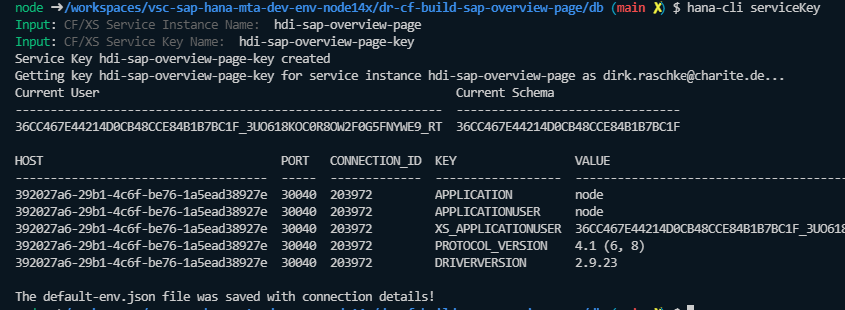 node ➜/workspaces/vsc-sap-hana-mta-dev-env-node14x/dr-cf-build-sap-overview-page/db (main ✗) $ hana-cli serviceKey
Input: CF/XS Service Instance Name: hdi-sap-overview-page
Input: CF/XS Service Key Name: hdi-sap-overview-page-key
Service Key hdi-sap-overview-page-key created
Getting key hdi-sap-overview-page-key for service instance hdi-sap-overview-page as dirk.raschke@charite.de...
Current User Current Schema
--------------------------------------------------------------- --------------------------------
36CC467E44214D0CB48CCE84B1B7BC1F_3UO618KOC0R8OW2F0G5FNYWE9_RT 36CC467E44214D0CB48CCE84B1B7BC1F
HOST PORT CONNECTION_ID KEY VALUE
------------------------------------ ----- ------------- ------------------ --------------------------------------
392027a6-29b1-4c6f-be76-1a5ead38927e 30040 203972 APPLICATION node
392027a6-29b1-4c6f-be76-1a5ead38927e 30040 203972 APPLICATIONUSER node
392027a6-29b1-4c6f-be76-1a5ead38927e 30040 203972 XS_APPLICATIONUSER 36CC467E44214D0CB48CCE84B1B7BC1F_3UO618
392027a6-29b1-4c6f-be76-1a5ead38927e 30040 203972 PROTOCOL_VERSION 4.1 (6, 8)
392027a6-29b1-4c6f-be76-1a5ead38927e 30040 203972 DRIVERVERSION 2.9.23
The default-env.json file was saved with connection details!